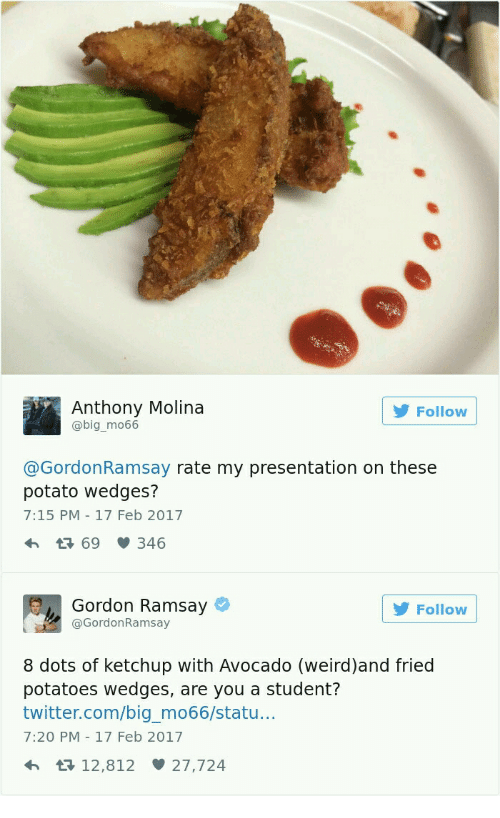 Anthony Molina
@big_mo66
Follow
@GordonRamsay rate my presentation on these
potato wedges?
7:15 PM - 17 Feb 2017
69 346
Gordon Ramsay
@GordonRamsay
Follow
8 dots of ketchup with Avocado (weird)and fried
potatoes wedges, are you a student?
twitter.com/big_mo66/statu...
7:20 PM - 17 Feb 2017
12,812 27,724